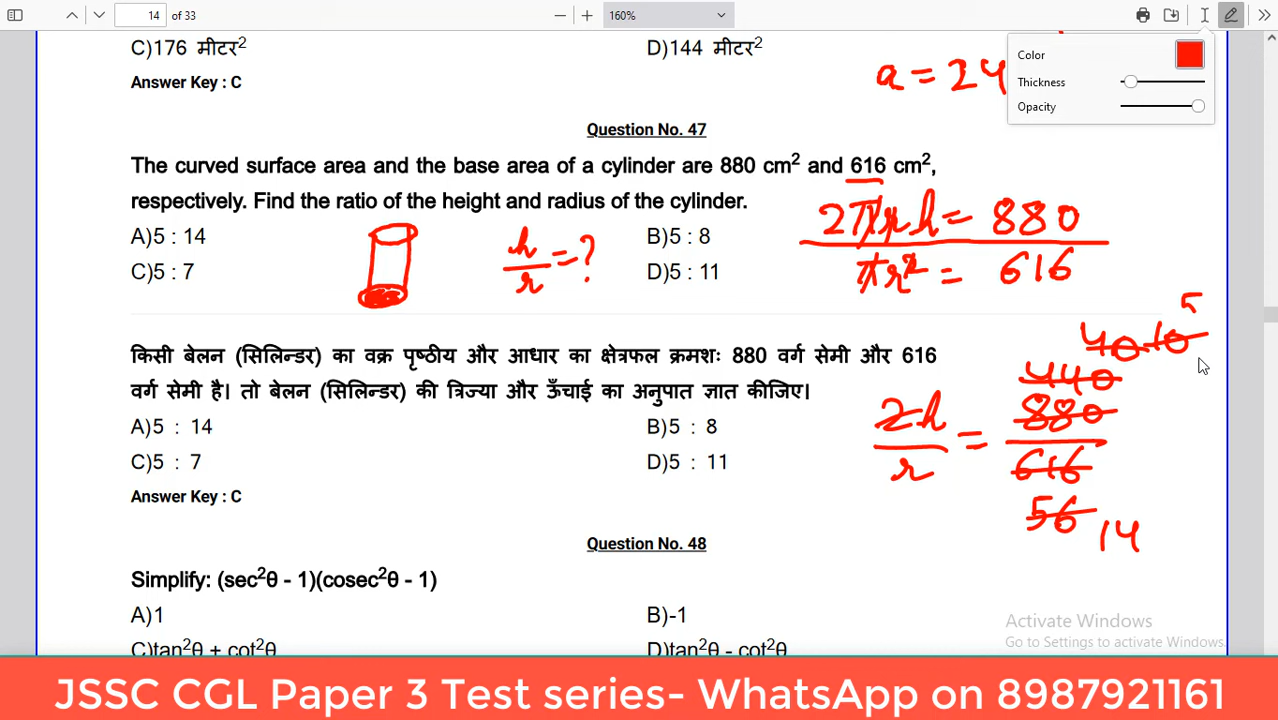 14 of 33
160%
C)176 मीटर²
D)144 मीटर²
Answer Key : C
a = 24
Color
Thickness
Opacity
Question No. 47
The curved surface area and the base area of a cylinder are 880 cm² and 616 cm²,
respectively. Find the ratio of the height and radius of the cylinder.
A)5 : 14
B)5 : 8
C)5 : 7
D)5 : 11
h/r = ?
2πrh = 880
πr² = 616
किसी बेलन (सिलिन्डर) का वक्र पृष्ठीय और आधार का क्षेत्रफल क्रमशः 880 वर्ग सेमी और 616
वर्ग सेमी है। तो बेलन (सिलिन्डर) की त्रिज्या और ऊँचाई का अनुपात ज्ञात कीजिए।
A)5 : 14
B)5 : 8
C)5 : 7
D)5 : 11
Answer Key : C
5
40 10
440
2h/r = 880/616
56 14
Question No. 48
Simplify: (sec²θ - 1)(cosec²θ - 1)
A)1
B)-1
C)tan²θ + cot²θ
D)tan²θ - cot²θ
Activate Windows
Go to Settings to activate Windows.
JSSC CGL Paper 3 Test series- WhatsApp on 8987921161